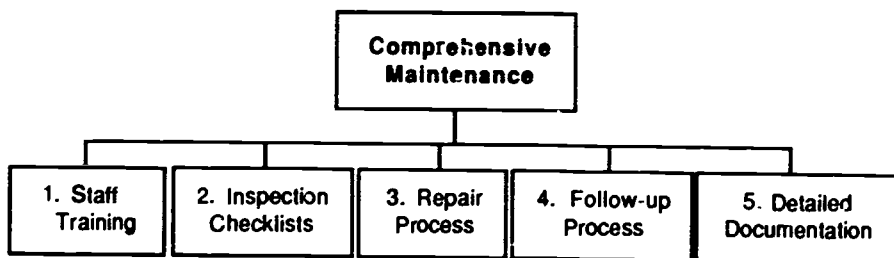 Comprehensive
Maintenance
1. Staff
Training
2. Inspection
Checklists
3. Repair
Process
4. Follow-up
Process
5. Detailed
Documentation